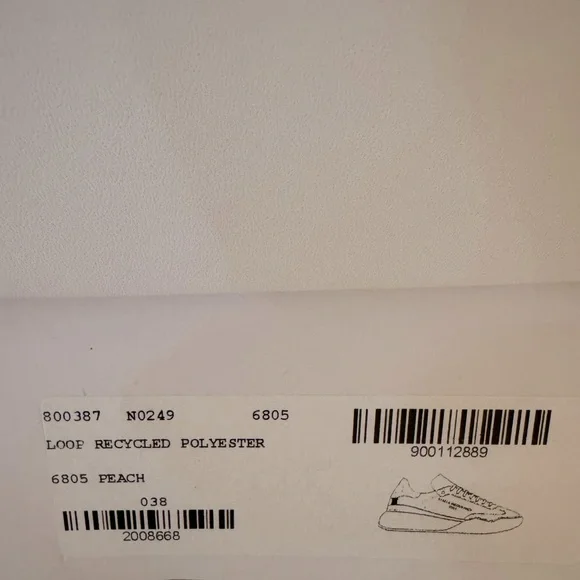 800387 N0249 6805
LOOP RECYCLED POLYESTER
6805 PEACH
038
2008668
900112889